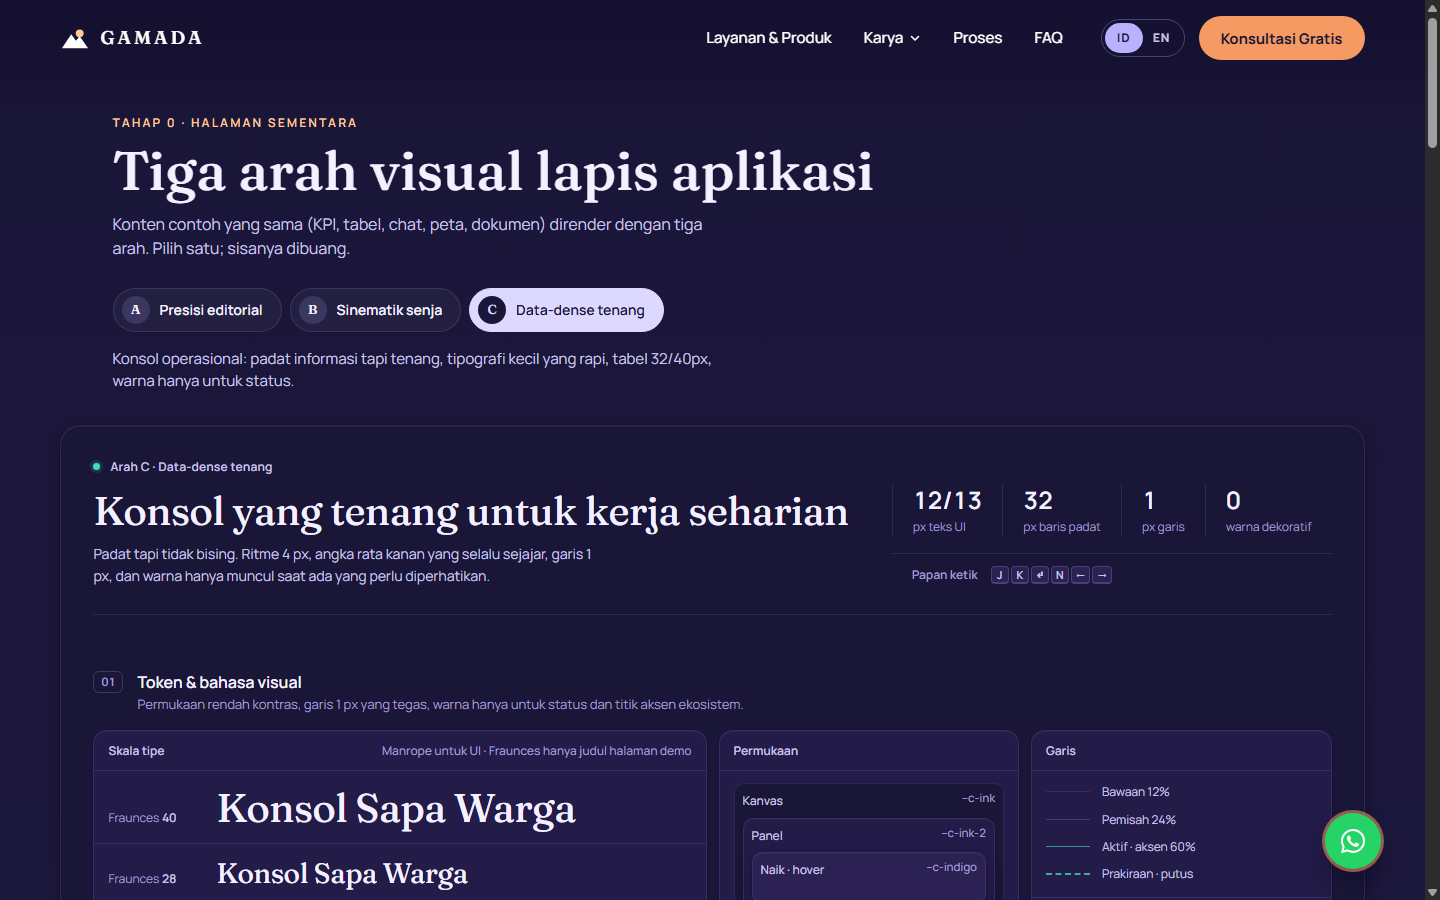 GAMADA
Layanan & Produk
Karya
Proses
FAQ
ID
EN
Konsultasi Gratis
TAHAP 0 · HALAMAN SEMENTARA
Tiga arah visual lapis aplikasi
Konten contoh yang sama (KPI, tabel, chat, peta, dokumen) dirender dengan tiga
arah. Pilih satu; sisanya dibuang.
A Presisi editorial
B Sinematik senja
C Data-dense tenang
Konsol operasional: padat informasi tapi tenang, tipografi kecil yang rapi, tabel 32/40px,
warna hanya untuk status.
Arah C · Data-dense tenang
Konsol yang tenang untuk kerja seharian
Padat tapi tidak bising. Ritme 4 px, angka rata kanan yang selalu sejajar, garis 1
px, dan warna hanya muncul saat ada yang perlu diperhatikan.
12/13
px teks UI
32
px baris padat
1
px garis
0
warna dekoratif
Papan ketik J K ↲ N ← →
01
Token & bahasa visual
Permukaan rendah kontras, garis 1 px yang tegas, warna hanya untuk status dan titik aksen ekosistem.
Skala tipe
Manrope untuk UI · Fraunces hanya judul halaman demo
Fraunces 40
Konsol Sapa Warga
Fraunces 28
Konsol Sapa Warga
Permukaan
Kanvas
--c-ink
Panel
--c-ink-2
Naik · hover
--c-indigo
Garis
Bawaan 12%
Pemisah 24%
Aktif · aksen 60%
Prakiraan · putus